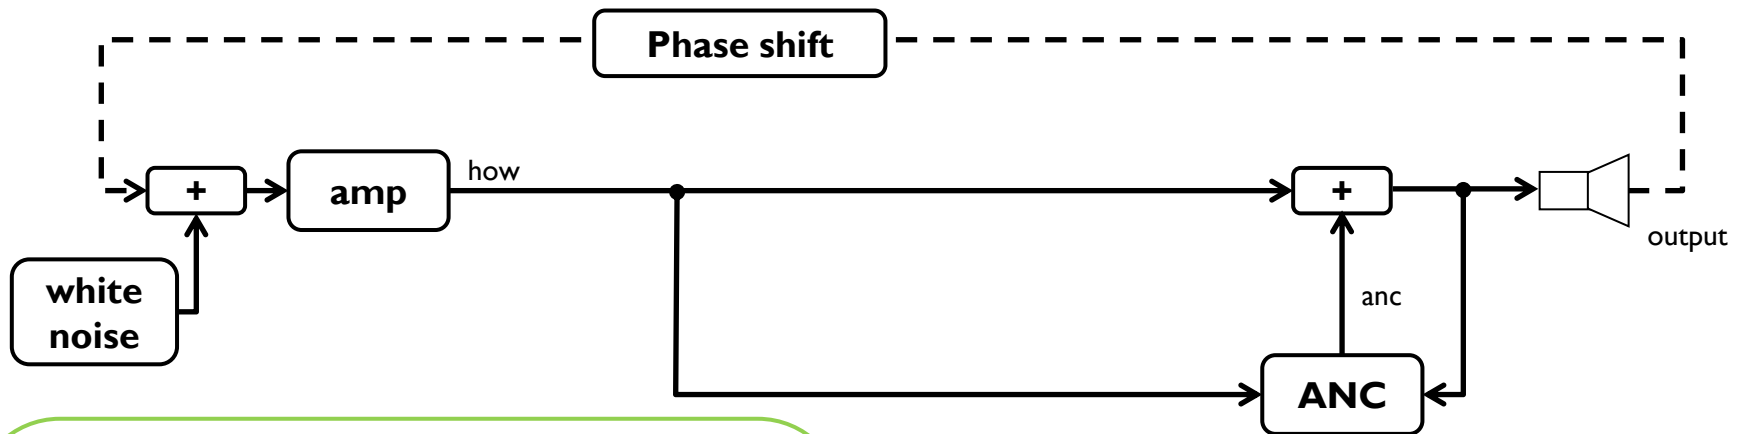 Phase shift
+
amp
how
+
output
white
noise
anc
ANC